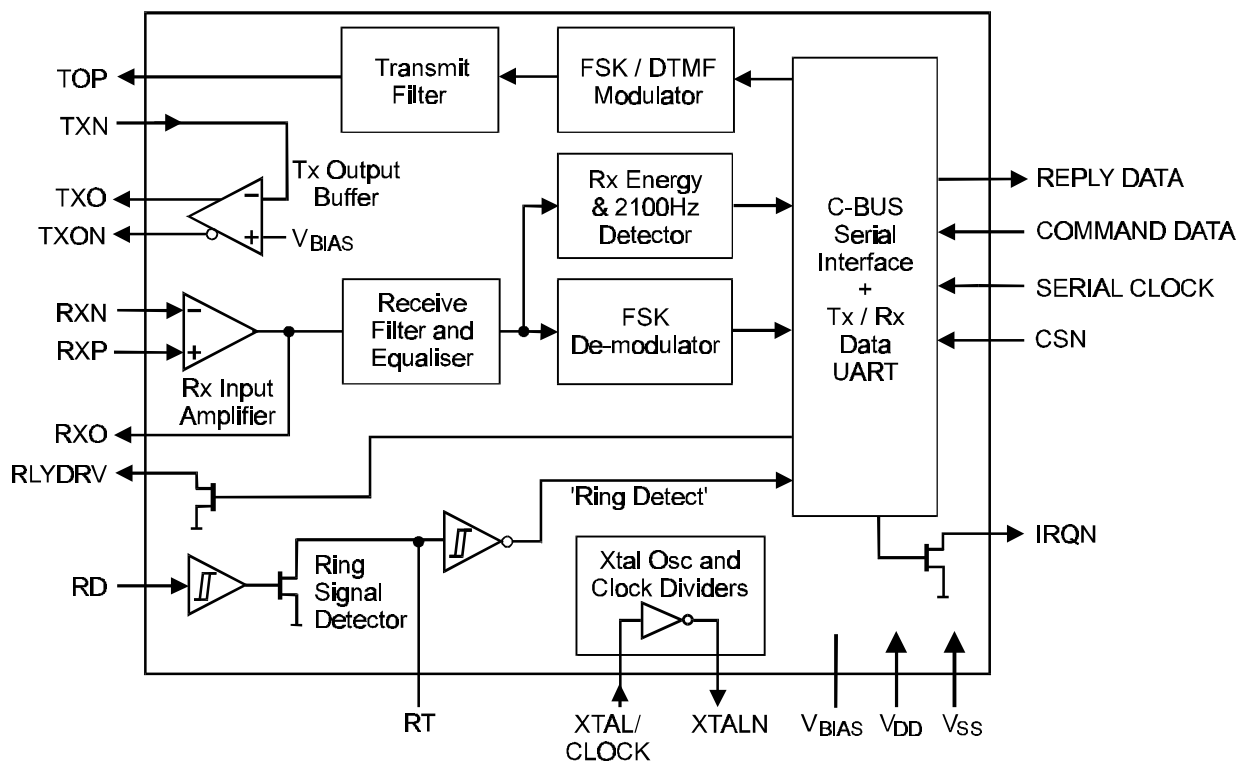 TOP
Transmit
Filter
FSK / DTMF
Modulator
TXN
Tx Output
Buffer
TXO
TXON
−
+
VBIAS
Rx Energy
& 2100Hz
Detector
C-BUS
Serial
Interface
+
Tx / Rx
Data
UART
REPLY DATA
COMMAND DATA
SERIAL CLOCK
CSN
RXN
RXP
−
+
Rx Input
Amplifier
Receive
Filter and
Equaliser
FSK
De-modulator
RXO
RLYDRV
'Ring Detect'
IRQN
RD
Ring
Signal
Detector
Xtal Osc and
Clock Dividers
RT
XTAL/
CLOCK
XTALN
VBIAS
VDD
VSS